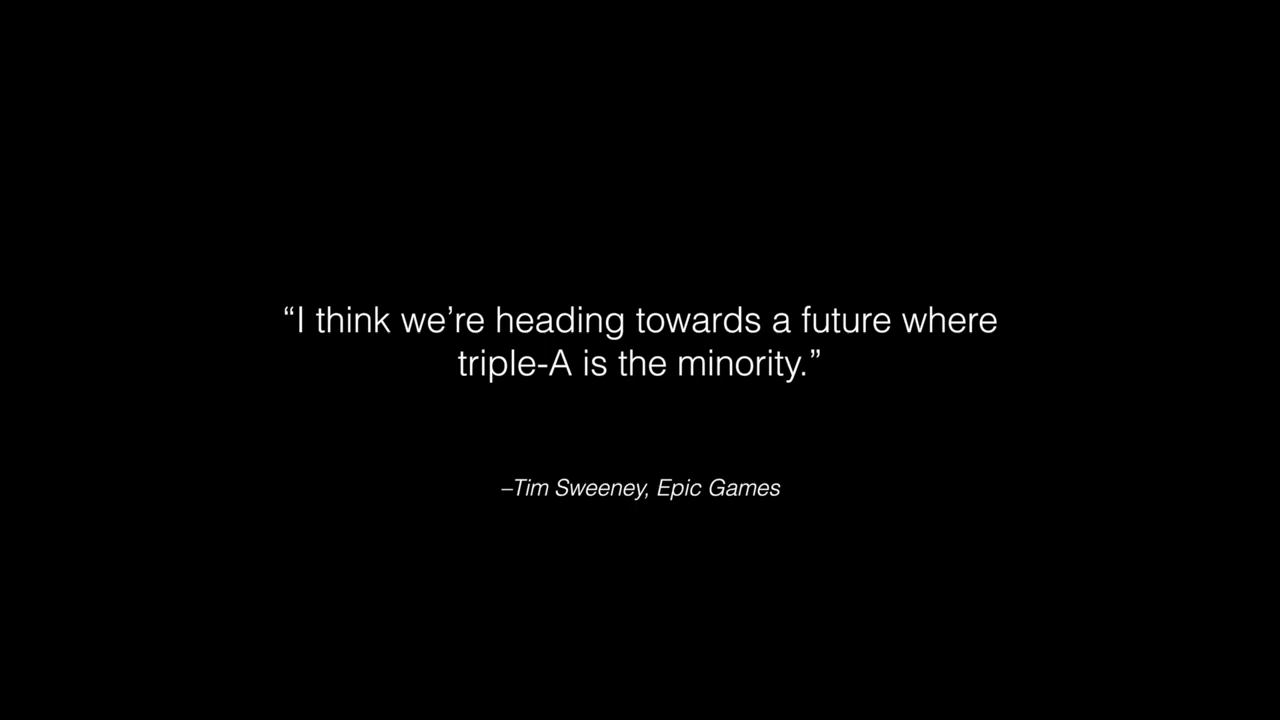 “I think we’re heading towards a future where
triple-A is the minority.”
–Tim Sweeney, Epic Games